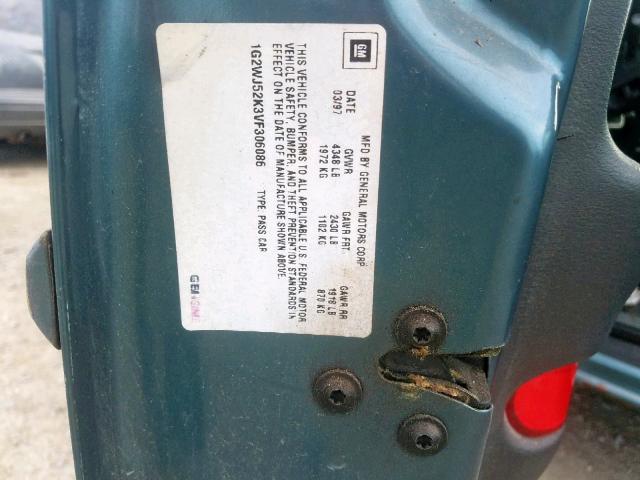 GM
MFD BY GENERAL MOTORS CORP
DATE GVWR GAWR FRT GAWR RR
03/97 4348 LB 2430 LB 1918 LB
1972 KG 1102 KG 870 KG
THIS VEHICLE CONFORMS TO ALL APPLICABLE U.S. FEDERAL MOTOR
VEHICLE SAFETY, BUMPER, AND THEFT PREVENTION STANDARDS IN
EFFECT ON THE DATE OF MANUFACTURE SHOWN ABOVE.
1G2WJ52K3VF306086 TYPE PASS CAR